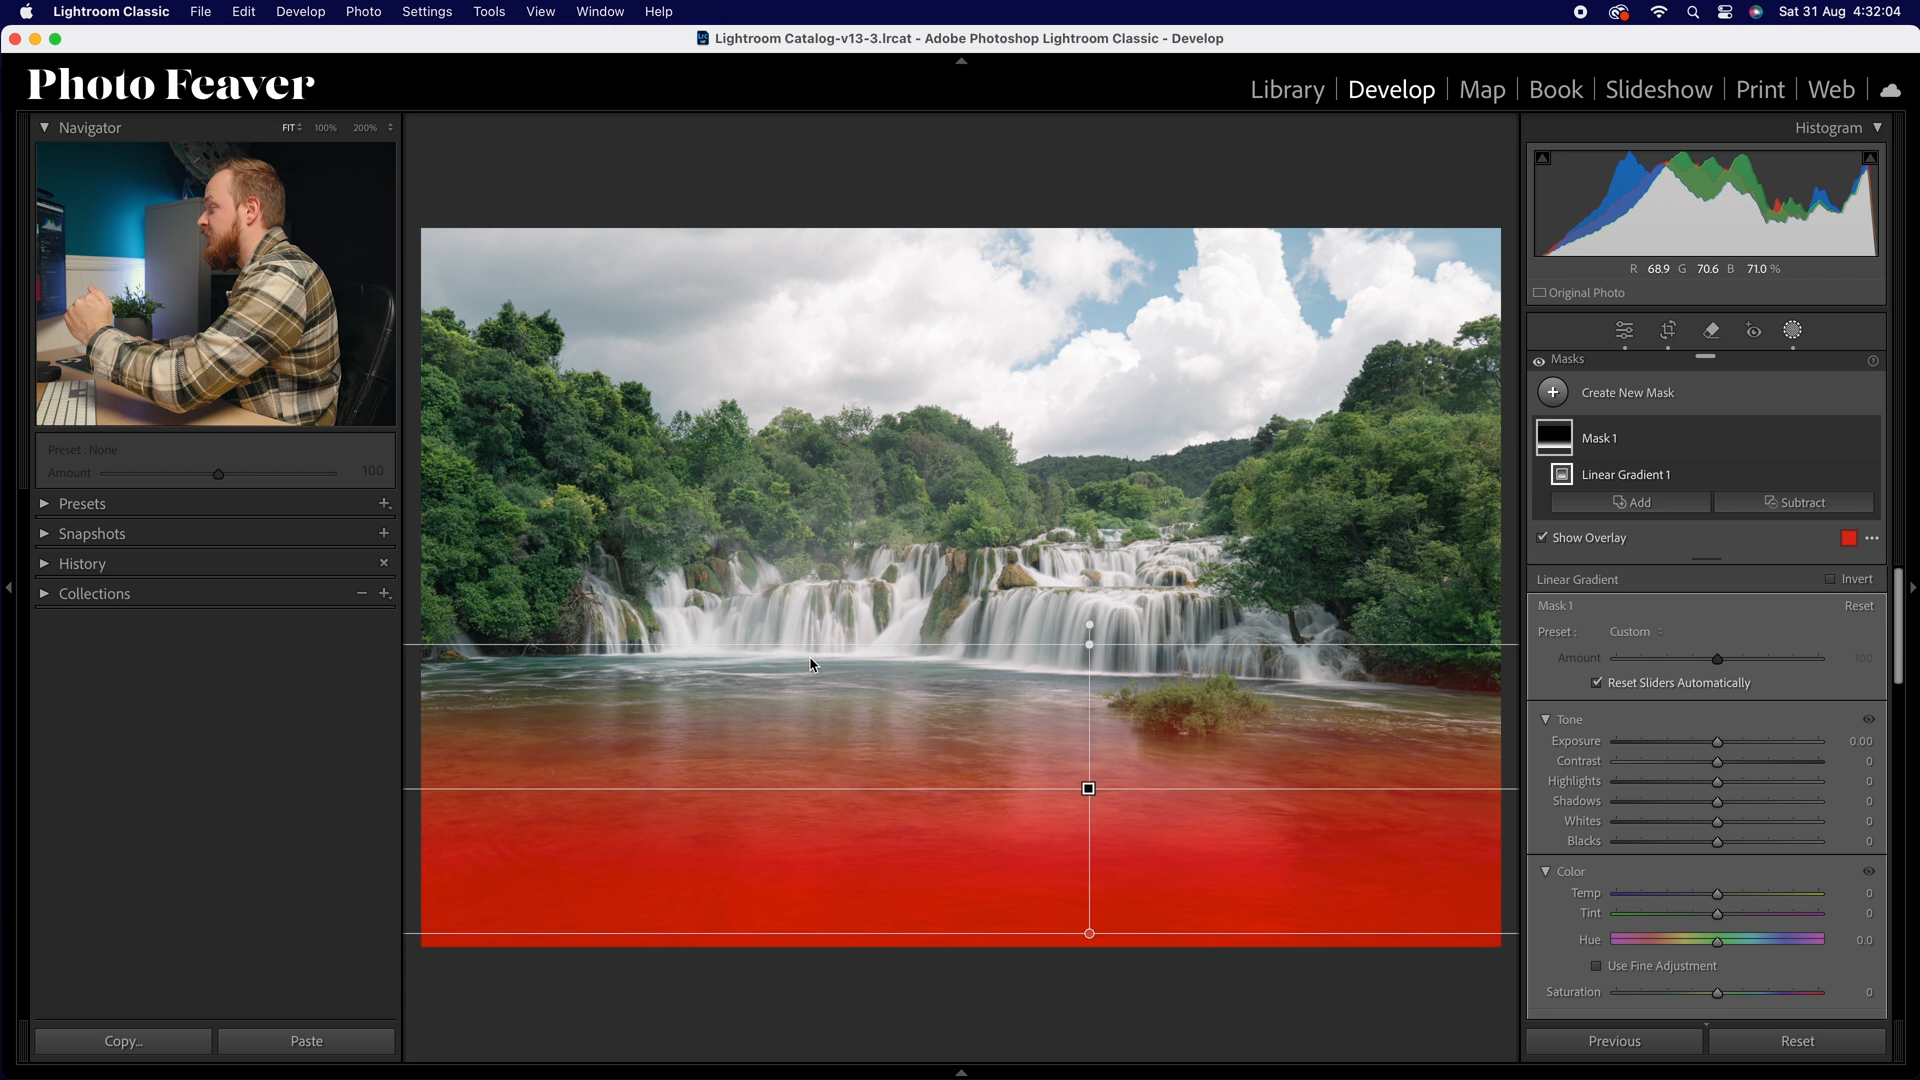 Lightroom Classic File Edit Develop Photo Settings Tools View Window Help Sat 31 Aug 4:32:04
Lightroom Catalog-v13-3.lrcat - Adobe Photoshop Lightroom Classic - Develop
Photo Feaver
Library | Develop | Map | Book | Slideshow | Print | Web
Navigator FIT 100% 200%
Preset : None
Amount 100
Presets
Snapshots
History
Collections
Copy... Paste
Histogram
R 68.9 G 70.6 B 71.0 %
Original Photo
Masks
Create New Mask
Mask 1
Linear Gradient 1
Add Subtract
Show Overlay
Linear Gradient Invert
Mask 1 Reset
Preset : Custom
Amount 100
Reset Sliders Automatically
Tone
Exposure 0.00
Contrast 0
Highlights 0
Shadows 0
Whites 0
Blacks 0
Color
Temp 0
Tint 0
Hue 0.0
Use Fine Adjustment
Saturation 0
Previous Reset